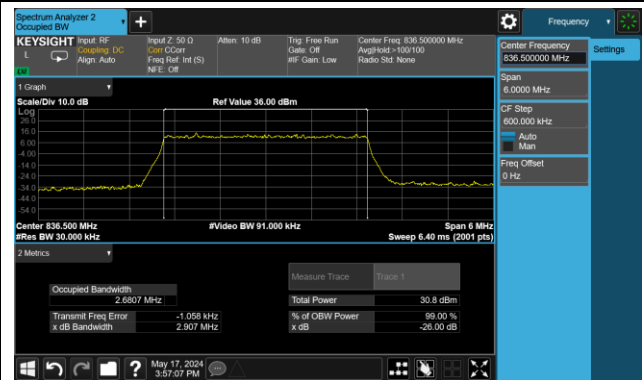 Spectrum Analyzer 2
Occupied BW
Frequency
KEYSIGHT
L
LXI
Input: RF
Coupling: DC
Align: Auto
Input Z: 50 Ω
Corr CCorr
Freq Ref: Int (S)
NFE: Off
Atten: 10 dB
Trig: Free Run
Gate: Off
#IF Gain: Low
Center Freq: 836.500000 MHz
Avg|Hold:>100/100
Radio Std: None
Center Frequency
836.500000 MHz
Settings
Span
6.0000 MHz
CF Step
600.000 kHz
Auto
Man
Freq Offset
0 Hz
1 Graph
Scale/Div 10.0 dB
Ref Value 36.00 dBm
Log
26.0
16.0
6.00
-4.00
-14.0
-24.0
-34.0
-44.0
-54.0
Center 836.500 MHz
#Video BW 91.000 kHz
Span 6 MHz
#Res BW 30.000 kHz
Sweep 6.40 ms (2001 pts)
2 Metrics
Measure Trace
Trace 1
Occupied Bandwidth
2.6807 MHz
Total Power
30.8 dBm
Transmit Freq Error
-1.058 kHz
% of OBW Power
99.00 %
x dB Bandwidth
2.907 MHz
x dB
-26.00 dB
?
May 17, 2024
3:57:07 PM